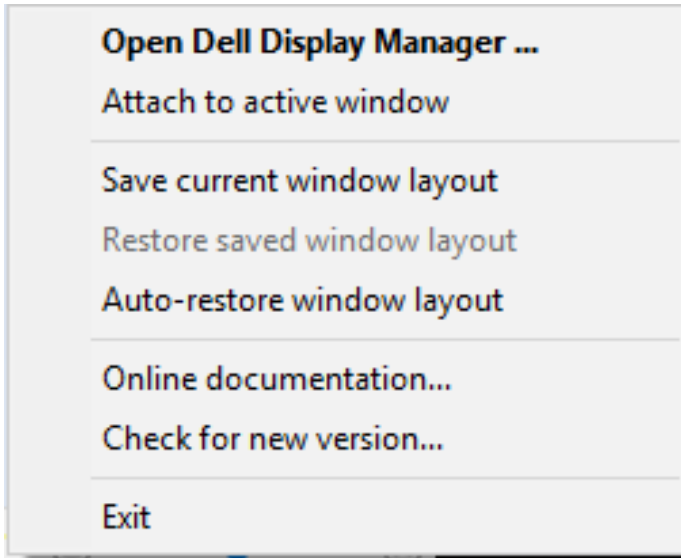 Open Dell Display Manager ...
Attach to active window
Save current window layout
Restore saved window layout
Auto-restore window layout
Online documentation...
Check for new version...
Exit